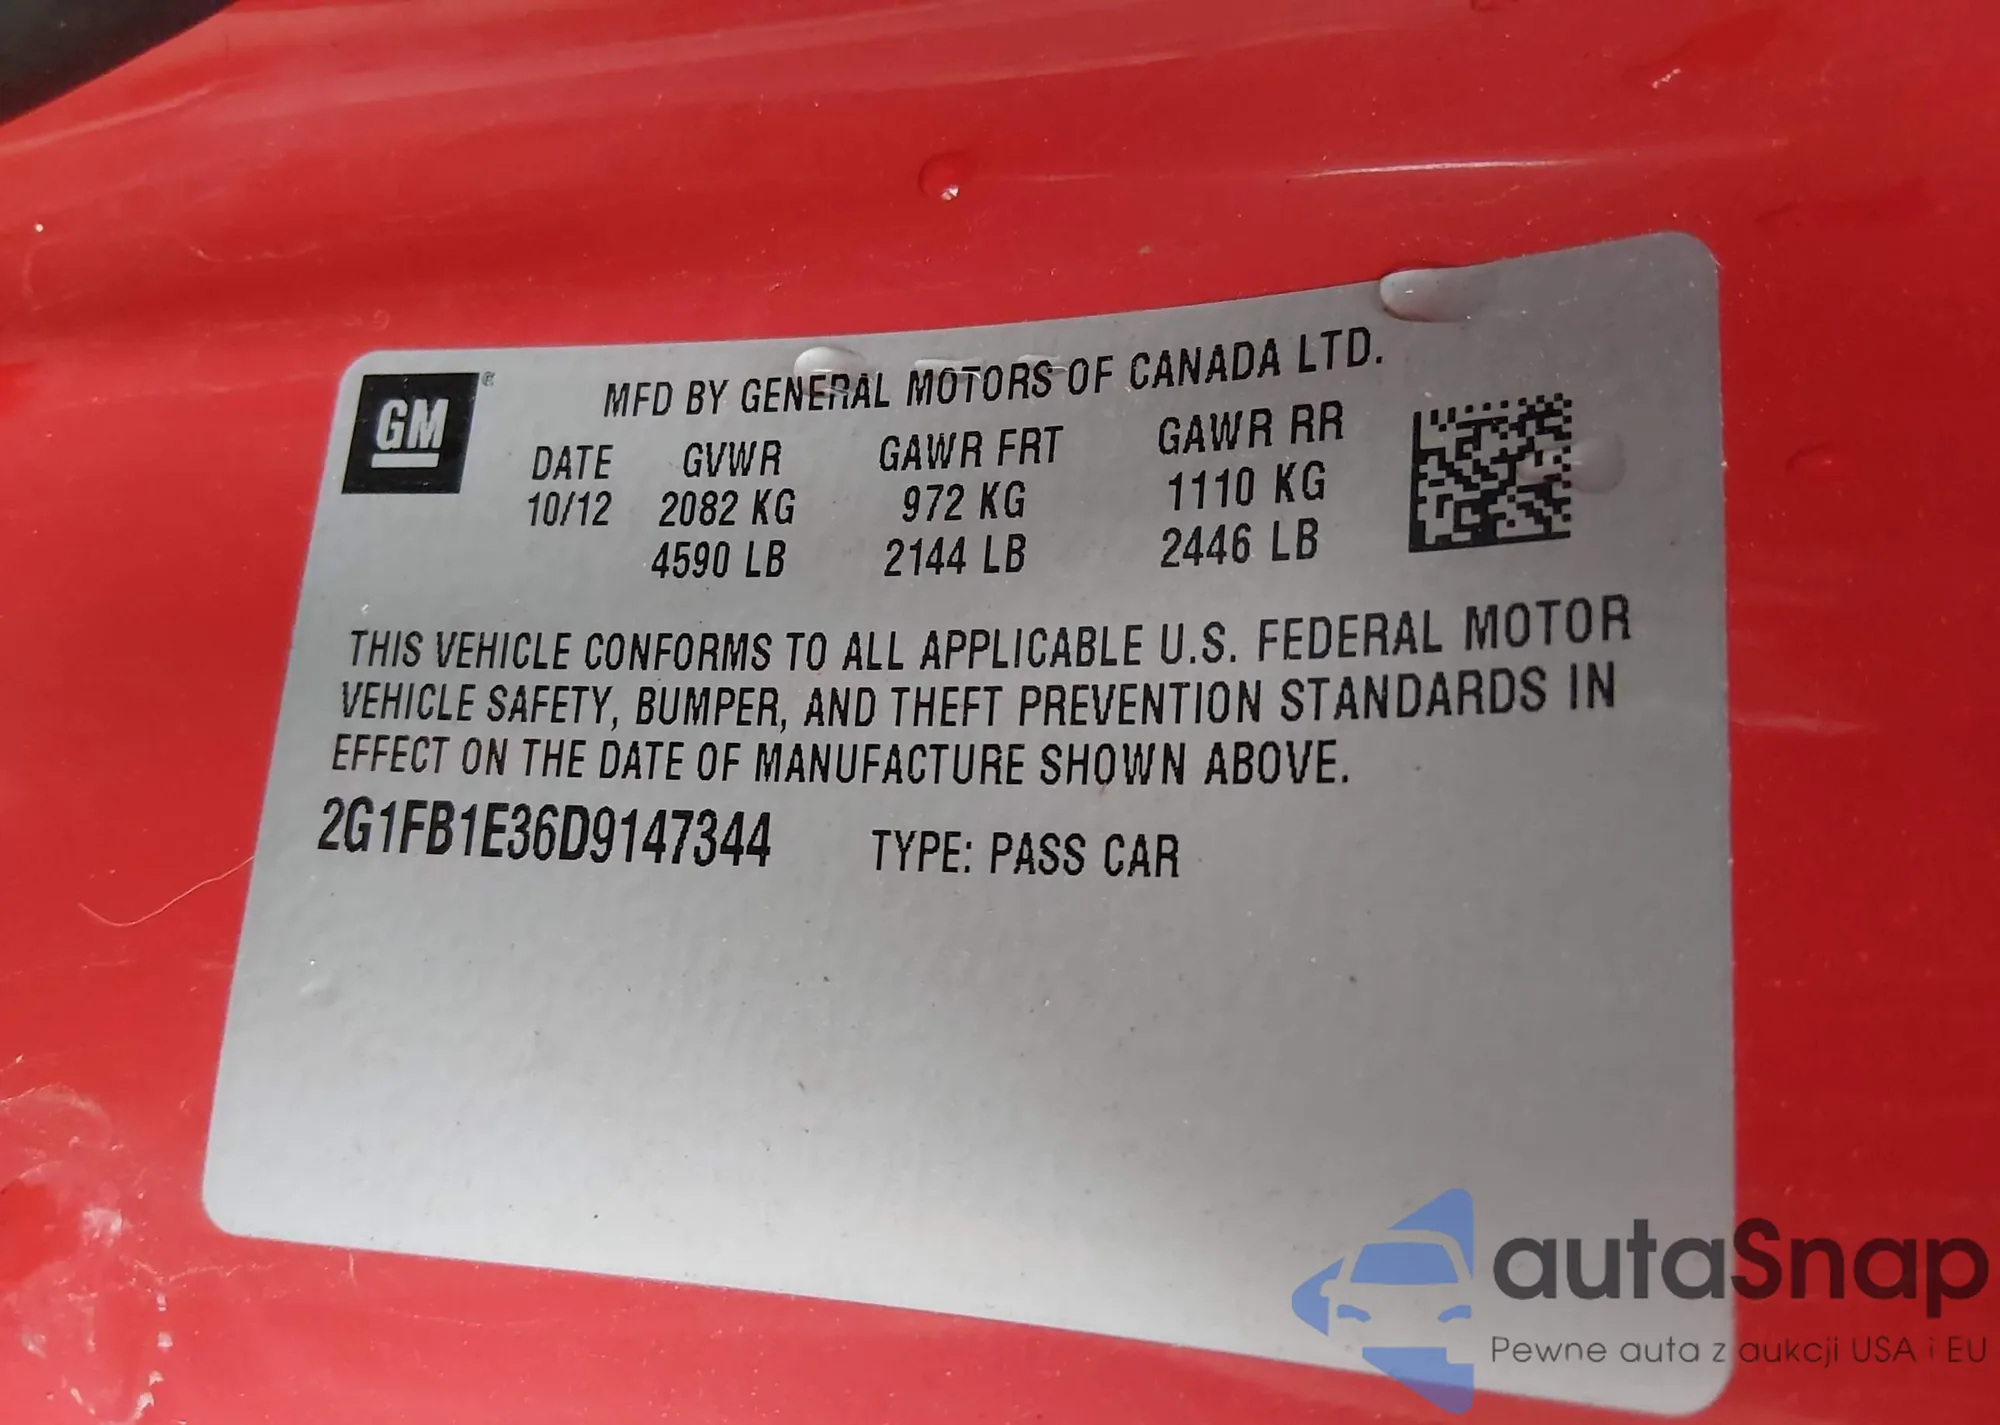 GM ®
MFD BY GENERAL MOTORS OF CANADA LTD.
DATE GVWR GAWR FRT GAWR RR
10/12 2082 KG 972 KG 1110 KG
4590 LB 2144 LB 2446 LB
THIS VEHICLE CONFORMS TO ALL APPLICABLE U.S. FEDERAL MOTOR
VEHICLE SAFETY, BUMPER, AND THEFT PREVENTION STANDARDS IN
EFFECT ON THE DATE OF MANUFACTURE SHOWN ABOVE.
2G1FB1E36D9147344 TYPE: PASS CAR
autaSnap
Pewne auta z aukcji USA i EU